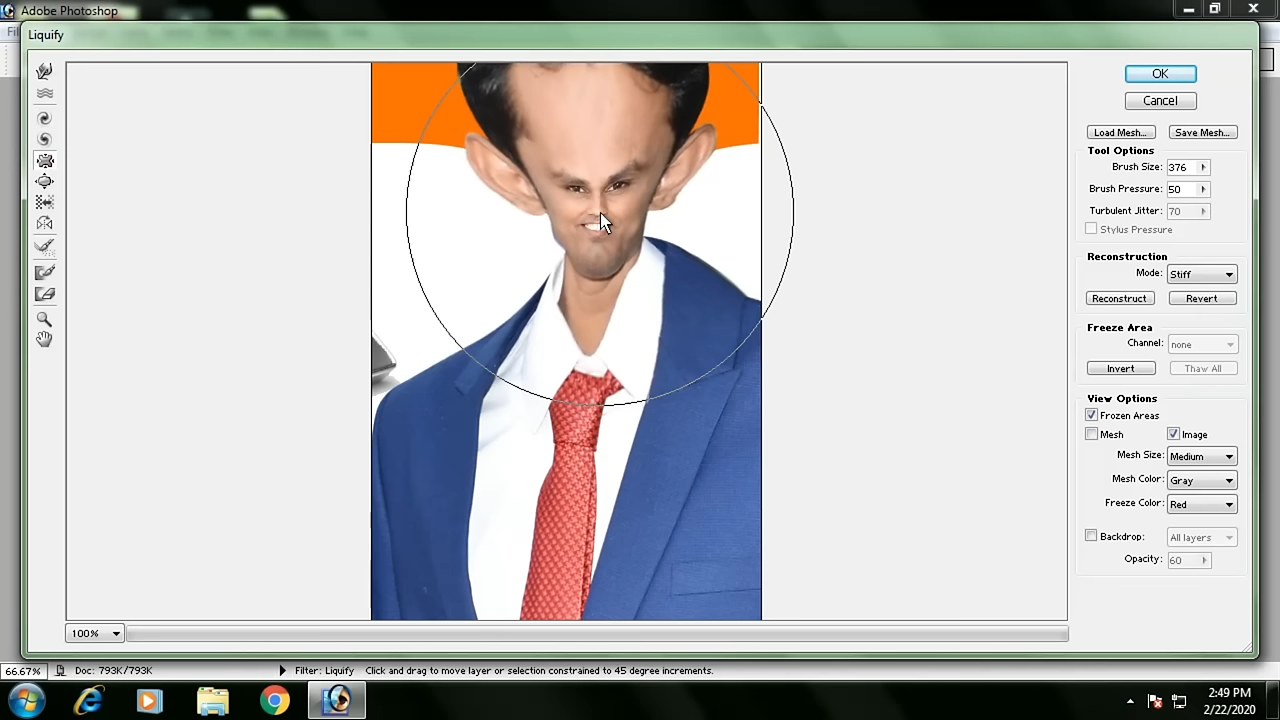 Adobe Photoshop
Liquify
OK
Cancel
Load Mesh... Save Mesh...
Tool Options
Brush Size: 376
Brush Pressure: 50
Turbulent Jitter: 70
Stylus Pressure
Reconstruction
Mode: Stiff
Reconstruct Revert
Freeze Area
Channel: none
Invert Thaw All
View Options
Frozen Areas
Mesh Image
Mesh Size: Medium
Mesh Color: Gray
Freeze Color: Red
Backdrop: All layers
Opacity: 60
100%
66.67% Doc: 793K/793K Filter: Liquify Click and drag to move layer or selection constrained to 45 degree increments.
2:49 PM
2/22/2020